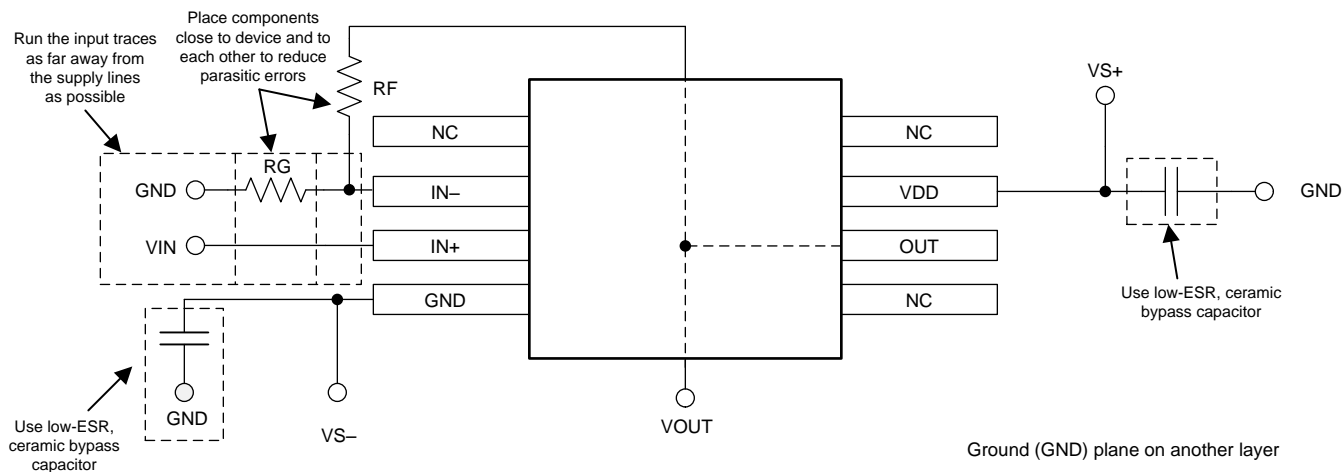 Place components
close to device and to
each other to reduce
parasitic errors
Run the input traces
as far away from
the supply lines
as possible
RF
VS+
NC
NC
RG
GND
IN–
VDD
GND
VIN
IN+
OUT
GND
NC
Use low-ESR, ceramic
bypass capacitor
GND
VS–
VOUT
Use low-ESR,
ceramic bypass
capacitor
Ground (GND) plane on another layer